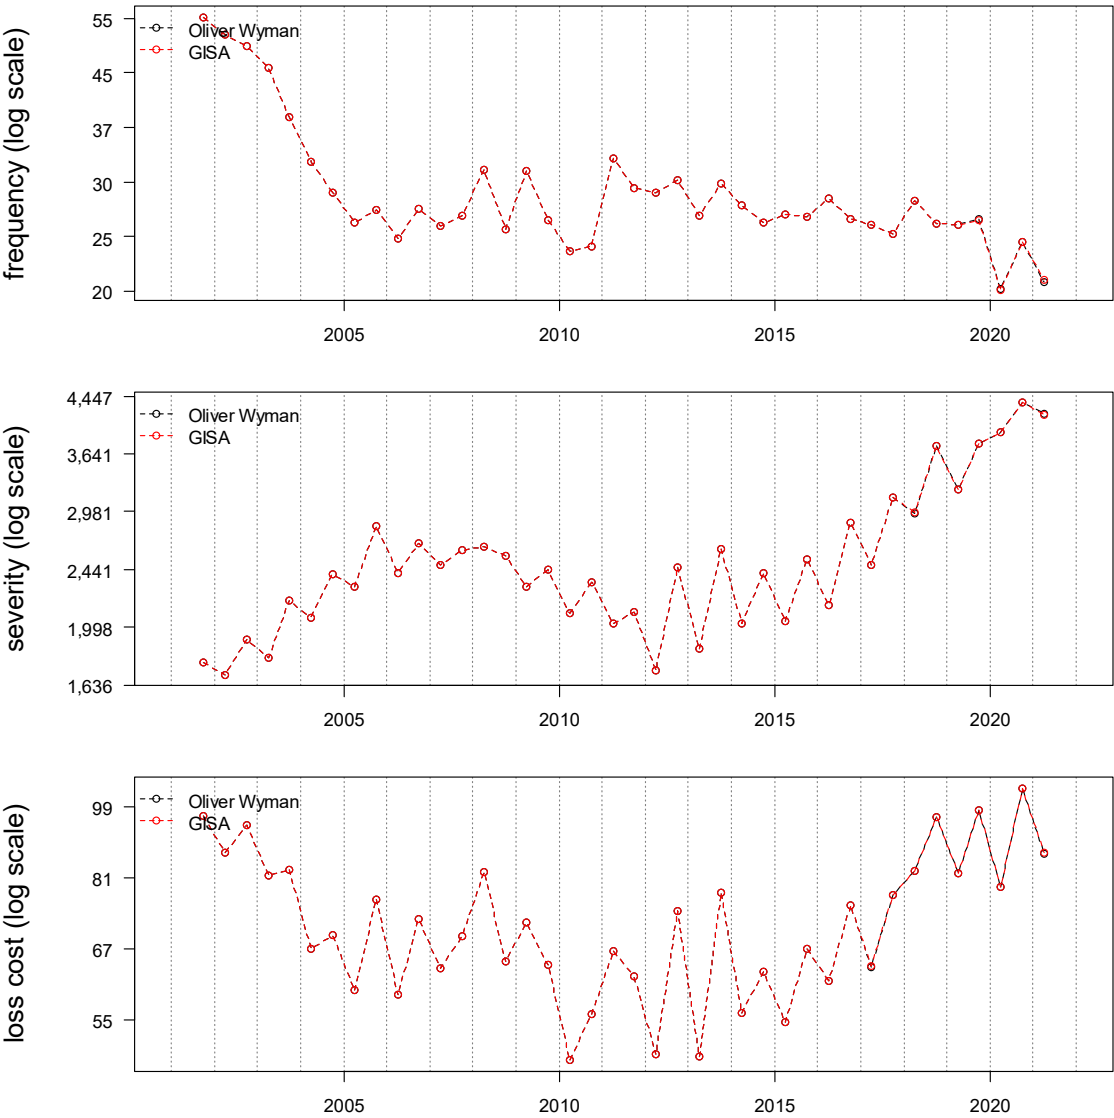 frequency (log scale)
55
45
37
30
25
20
Oliver Wyman
GISA
2005 2010 2015 2020
severity (log scale)
4,447
3,641
2,981
2,441
1,998
1,636
Oliver Wyman
GISA
2005 2010 2015 2020
loss cost (log scale)
99
81
67
55
Oliver Wyman
GISA
2005 2010 2015 2020